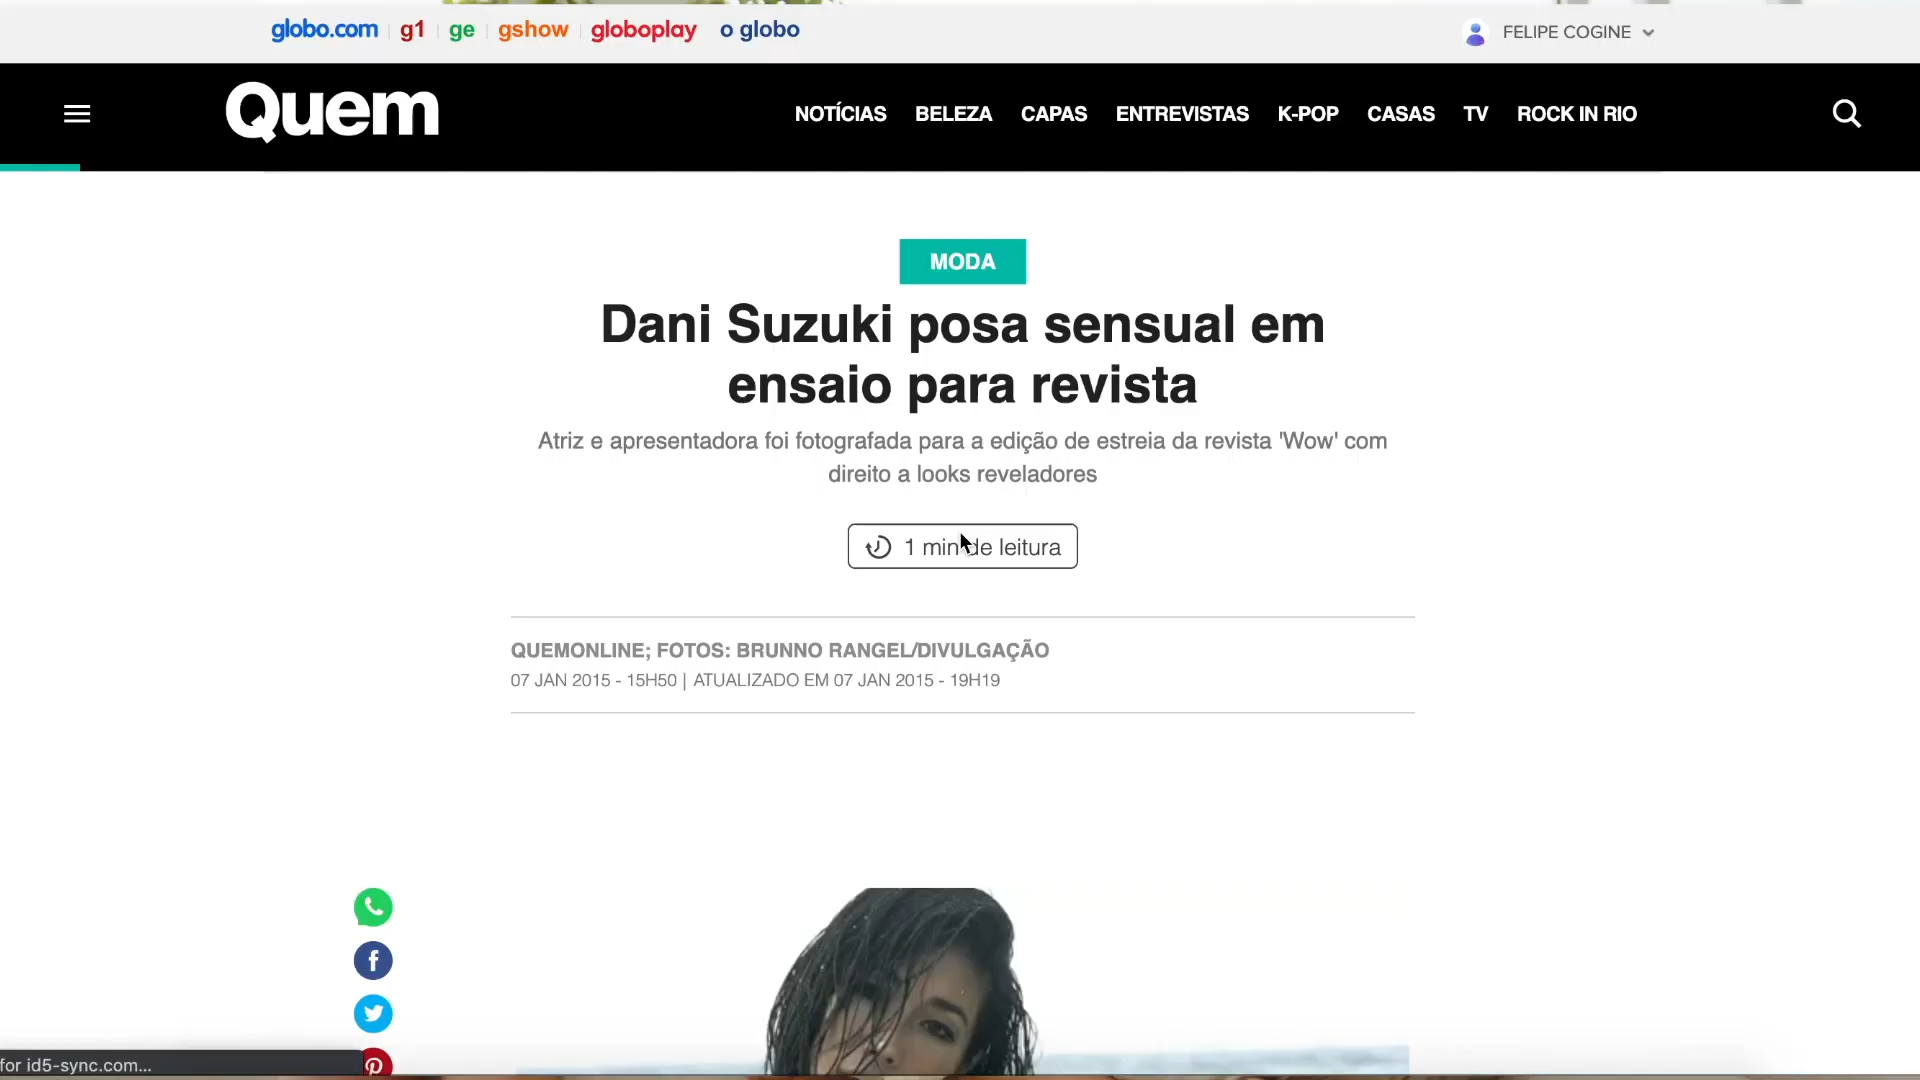 globo.com g1 ge gshow globoplay o globo FELIPE COGINE
Quem NOTÍCIAS BELEZA CAPAS ENTREVISTAS K-POP CASAS TV ROCK IN RIO
MODA
Dani Suzuki posa sensual em
ensaio para revista
Atriz e apresentadora foi fotografada para a edição de estreia da revista 'Wow' com
direito a looks reveladores
1 min de leitura
QUEMONLINE; FOTOS: BRUNNO RANGEL/DIVULGAÇÃO
07 JAN 2015 - 15H50 | ATUALIZADO EM 07 JAN 2015 - 19H19
for id5-sync.com...